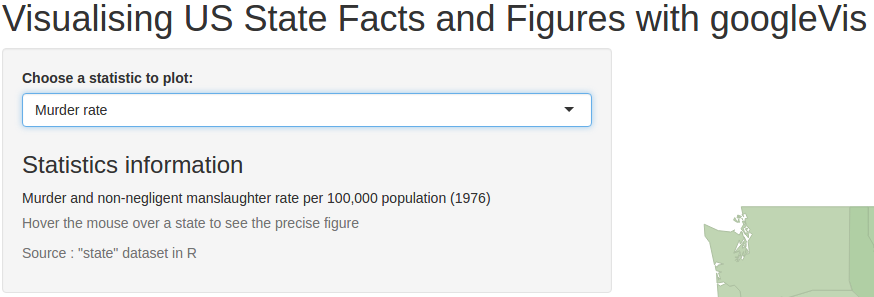 Visualising US State Facts and Figures with googleVis
Choose a statistic to plot:
Murder rate
Statistics information
Murder and non-negligent manslaughter rate per 100,000 population (1976)
Hover the mouse over a state to see the precise figure
Source : "state" dataset in R